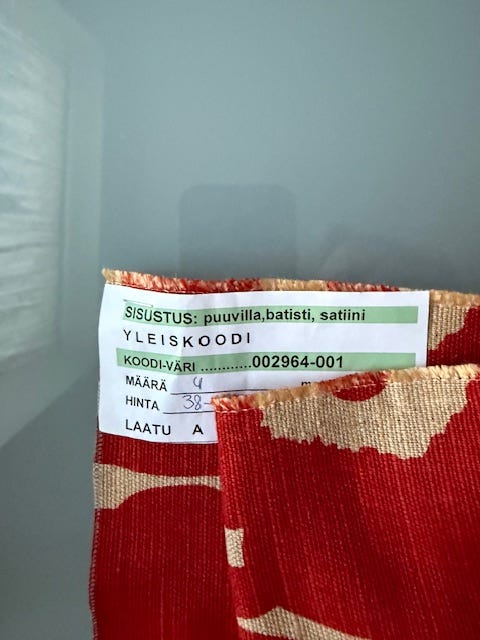 SISUSTUS: puuvilla,batisti, satiini
YLEISKOODI
KOODI-VÄRI ............002964-001
MÄÄRÄ 4 m
HINTA 38
LAATU A